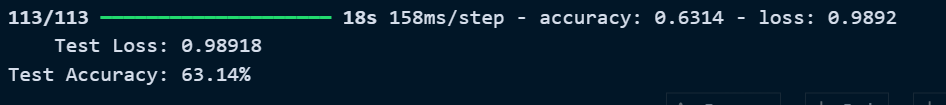 113/113 ━━━━━━━━━━━━━━━━━━━━ 18s 158ms/step - accuracy: 0.6314 - loss: 0.9892
Test Loss: 0.98918
Test Accuracy: 63.14%